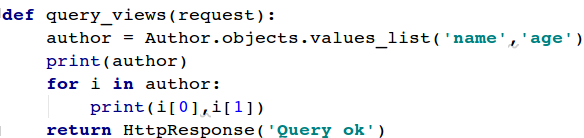 def query_views(request):
    author = Author.objects.values_list('name','age')
    print(author)
    for i in author:
        print(i[0],i[1])
    return HttpResponse('Query ok')